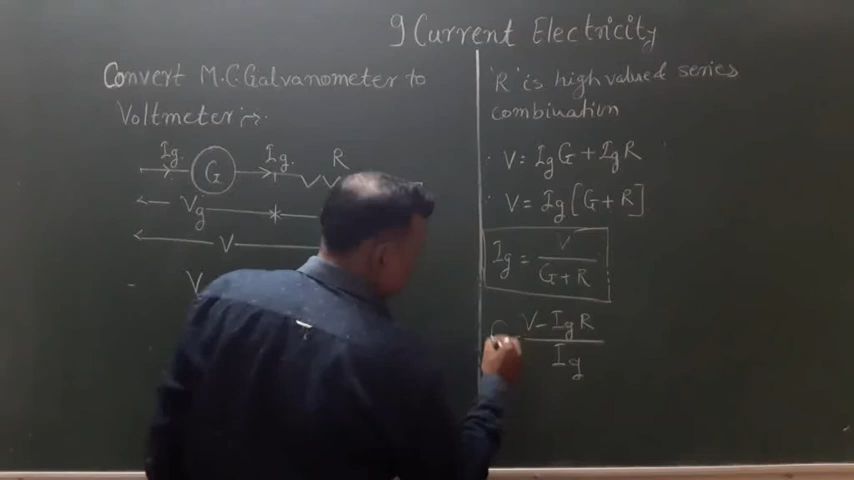 9 Current Electricity
Convert M.C.Galvanometer to
Voltmeter :→.
Ig. G Ig. R
Vg
V
V
'R' is high valued series
combination
V = IgG + IgR
V = Ig[G+R]
Ig = V / G+R
V - IgR / Ig